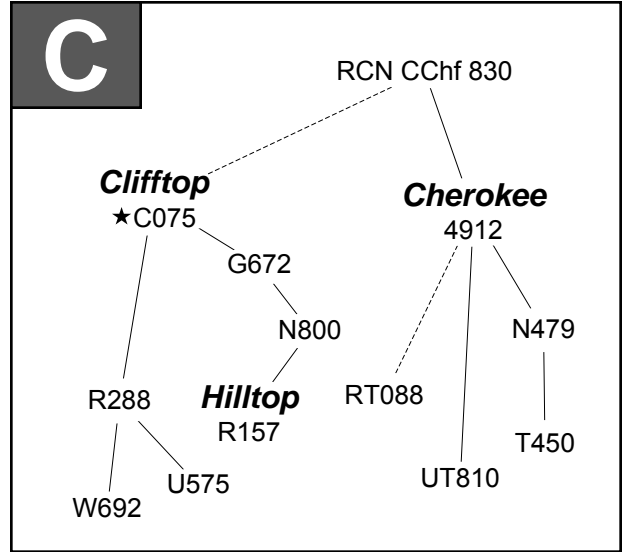 C
RCN CChf 830
Clifftop
★C075
Cherokee
4912
G672
N800
N479
R288
Hilltop
R157
RT088
T450
U575
UT810
W692